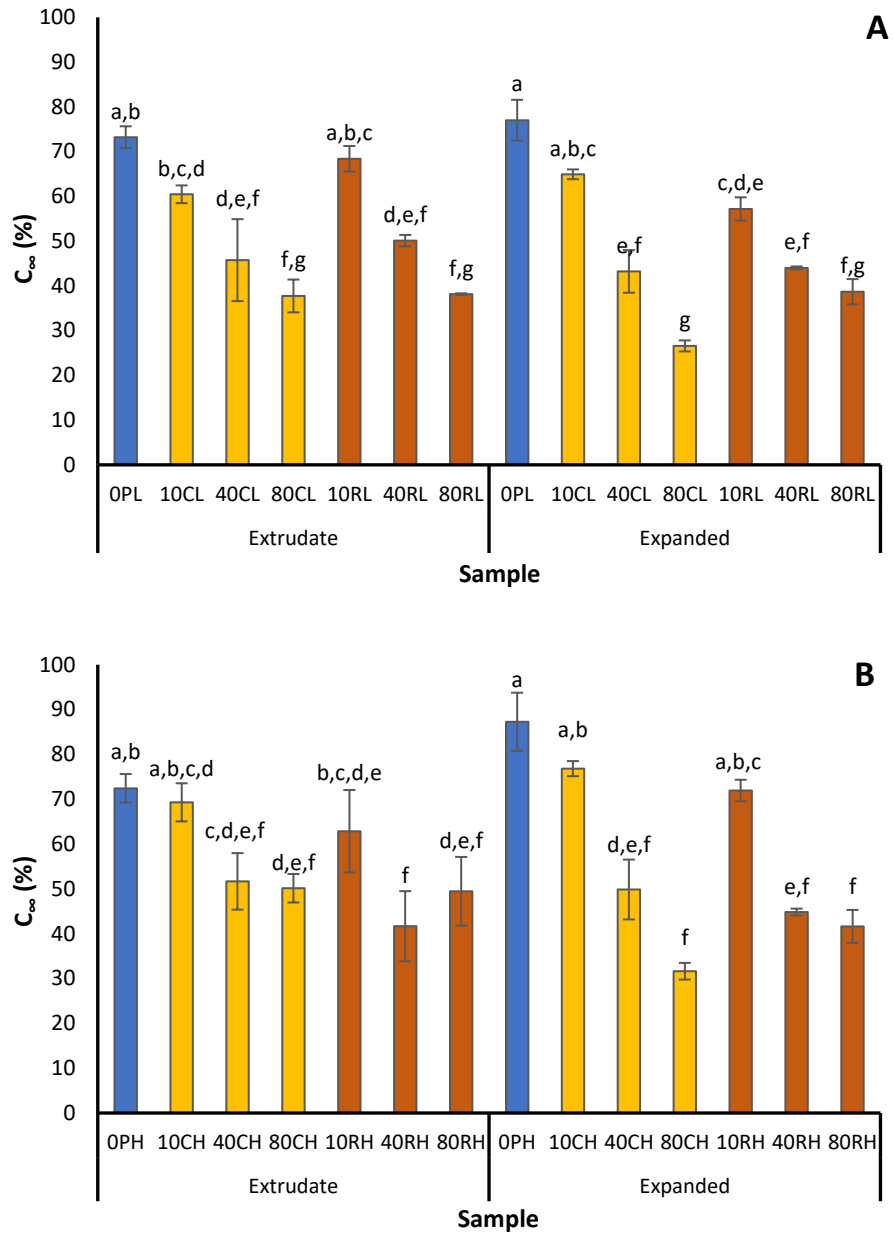 A
100
90
80
70
60
50
40
30
20
10
0
C∞ (%)
a,b
b,c,d
d,e,f
f,g
a,b,c
d,e,f
f,g
a
a,b,c
e,f
g
c,d,e
e,f
f,g
0PL 10CL 40CL 80CL 10RL 40RL 80RL 0PL 10CL 40CL 80CL 10RL 40RL 80RL
Extrudate Expanded
Sample
B
100
90
80
70
60
50
40
30
20
10
0
C∞ (%)
a,b
a,b,c,d
c,d,e,f
d,e,f
b,c,d,e
f
d,e,f
a
a,b
d,e,f
f
a,b,c
e,f
f
0PH 10CH 40CH 80CH 10RH 40RH 80RH 0PH 10CH 40CH 80CH 10RH 40RH 80RH
Extrudate Expanded
Sample